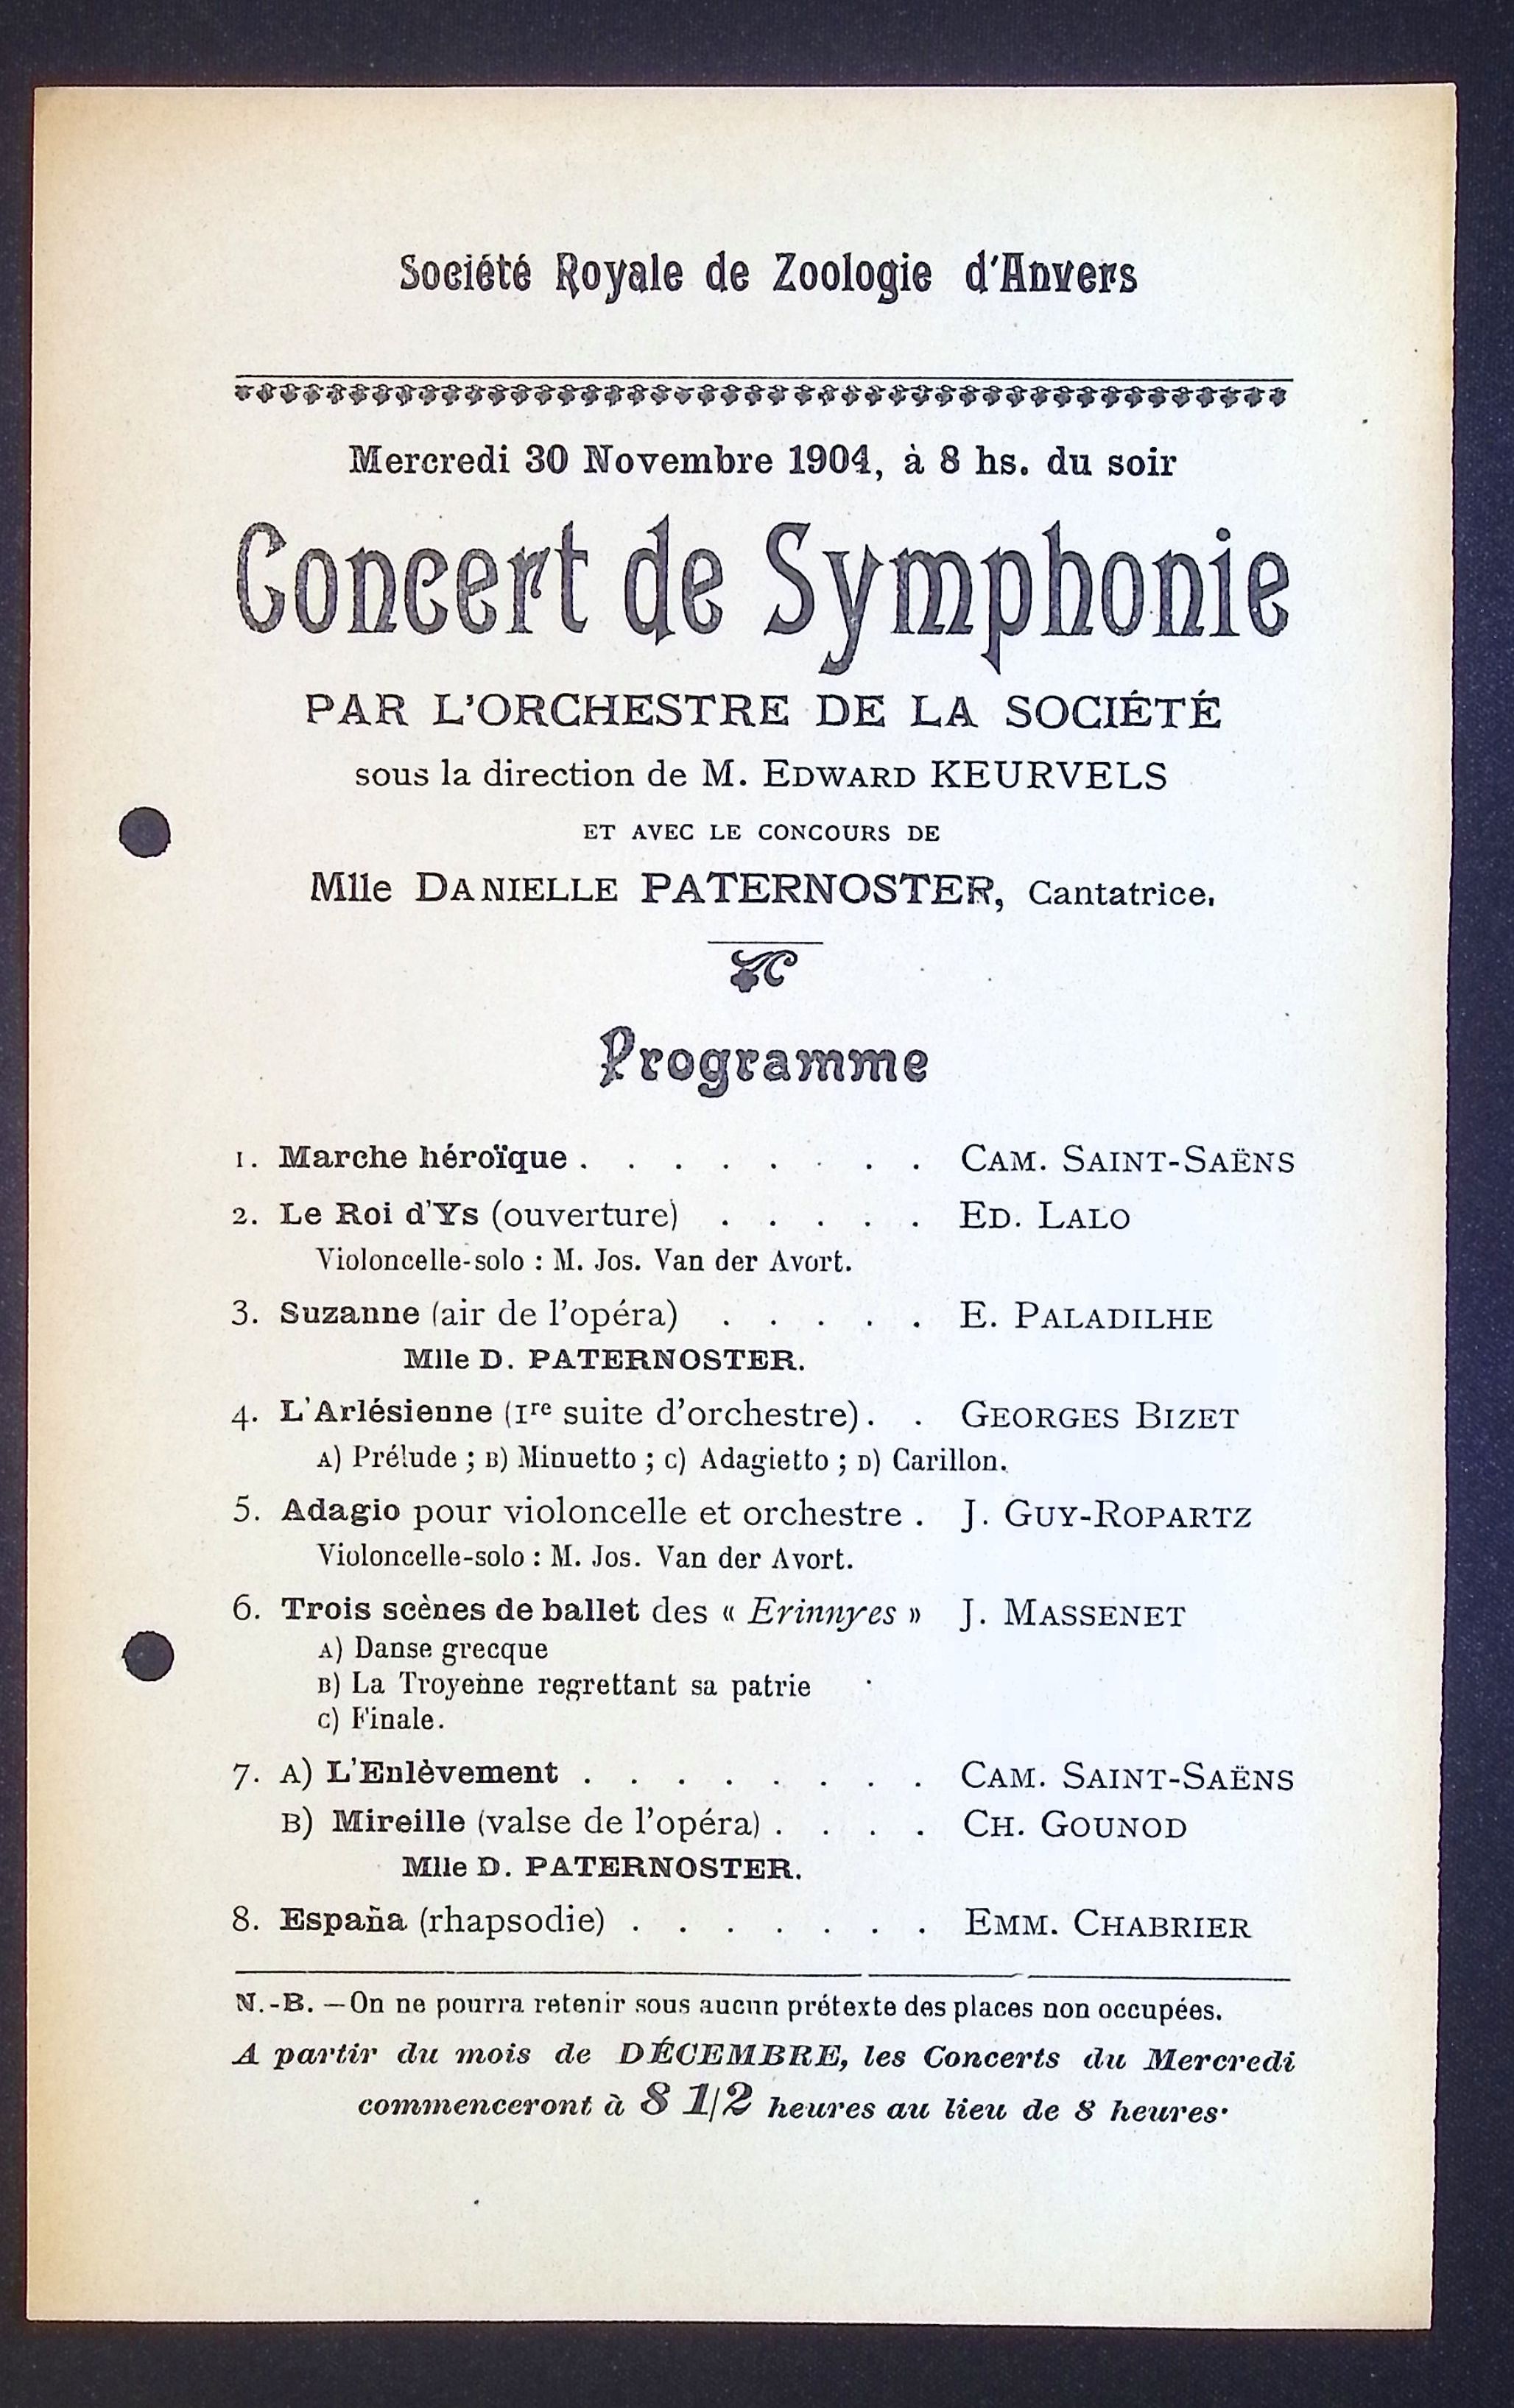 Société Royale de Zoologie d'Anvers
Mercredi 30 Novembre 1904, à 8 hs. du soir
Concert de Symphonie
PAR L'ORCHESTRE DE LA SOCIÉTÉ
sous la direction de M. EDWARD KEURVELS
ET AVEC LE CONCOURS DE
Mlle DANIELLE PATERNOSTER, Cantatrice.
Programme
1. Marche héroïque . . . . . . . . CAM. SAINT-SAËNS
2. Le Roi d'Ys (ouverture) . . . . . ED. LALO
Violoncelle-solo : M. Jos. Van der Avort.
3. Suzanne (air de l'opéra) . . . . . E. PALADILHE
Mlle D. PATERNOSTER.
4. L'Arlésienne (1re suite d'orchestre) . . GEORGES BIZET
A) Prélude ; B) Minuetto ; C) Adagietto ; D) Carillon.
5. Adagio pour violoncelle et orchestre . J. GUY-ROPARTZ
Violoncelle-solo : M. Jos. Van der Avort.
6. Trois scènes de ballet des « Erinnyes » J. MASSENET
A) Danse grecque
B) La Troyenne regrettant sa patrie
C) Finale.
7. A) L'Enlèvement . . . . . . . . CAM. SAINT-SAËNS
B) Mireille (valse de l'opéra) . . . . CH. GOUNOD
Mlle D. PATERNOSTER.
8. España (rhapsodie) . . . . . . . EMM. CHABRIER
N.-B. — On ne pourra retenir sous aucun prétexte des places non occupées.
A partir du mois de DÉCEMBRE, les Concerts du Mercredi
commenceront à 8 1/2 heures au lieu de 8 heures.